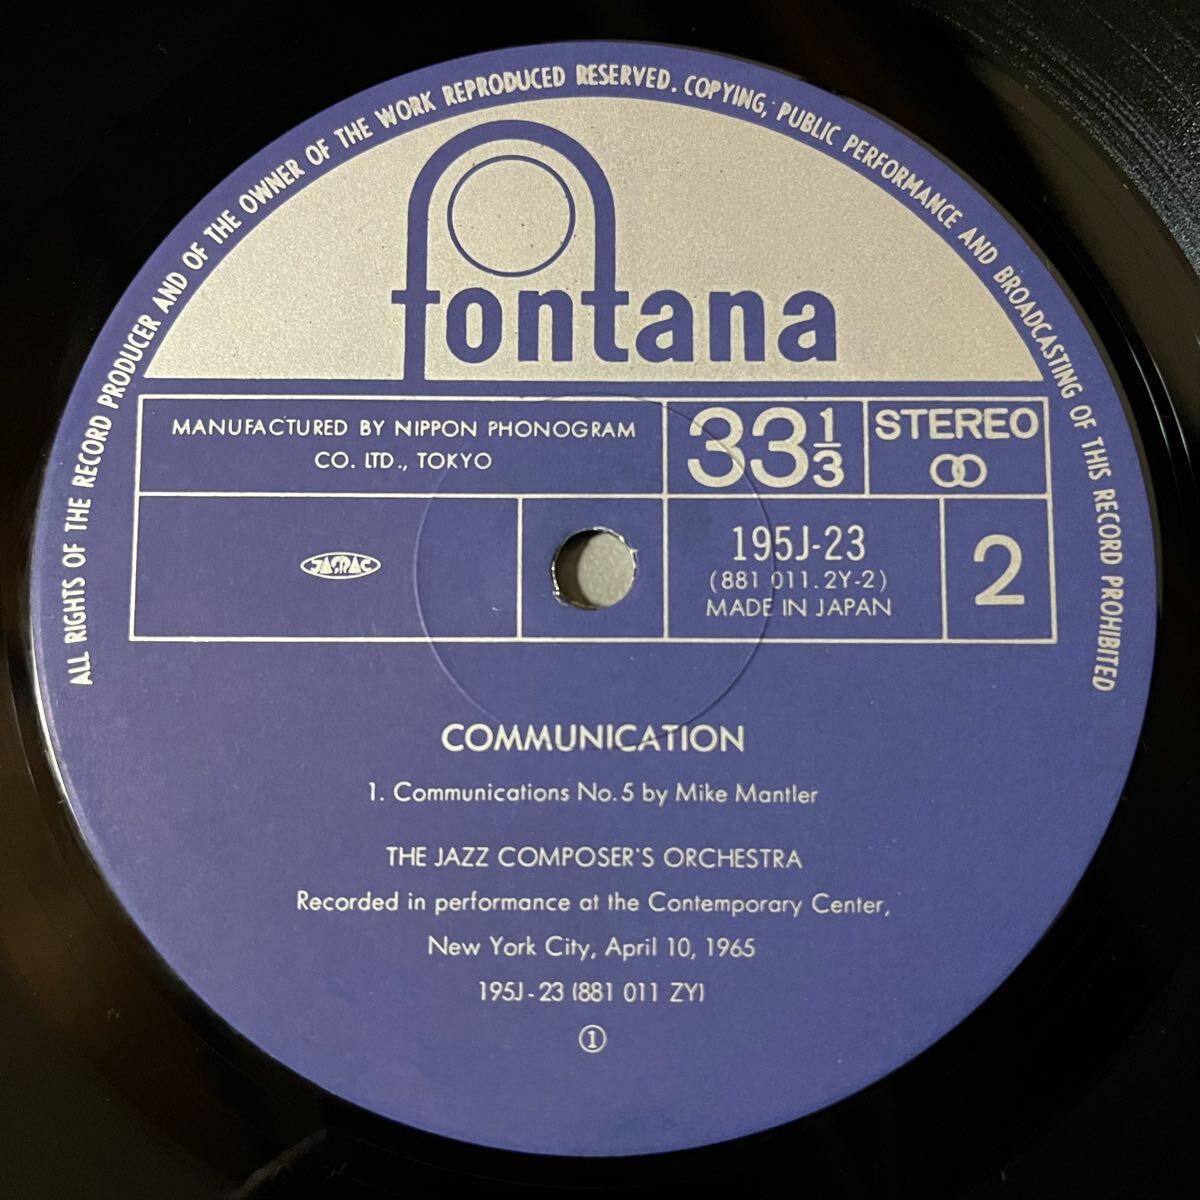 ALL RIGHTS OF THE RECORD PRODUCER AND OF THE OWNER OF THE WORK REPRODUCED RESERVED. COPYING, PUBLIC PERFORMANCE AND BROADCASTING OF THIS RECORD PROHIBITED
fontana
MANUFACTURED BY NIPPON PHONOGRAM
CO. LTD., TOKYO
33 1/3
STEREO
JASRAC
195J-23
(881 011.2Y-2)
MADE IN JAPAN
2
COMMUNICATION
1. Communications No.5 by Mike Mantler
THE JAZZ COMPOSER'S ORCHESTRA
Recorded in performance at the Contemporary Center,
New York City, April 10, 1965
195J-23 (881 011 ZY)
①